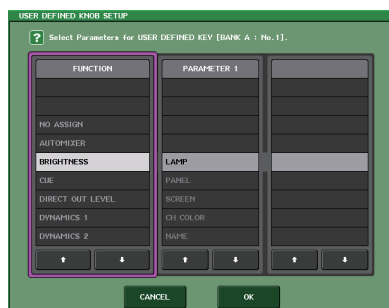 USER DEFINED KNOB SETUP
? Select Parameters for USER DEFINED KEY [BANK A : No.1].
FUNCTION
NO ASSIGN
AUTOMIXER
BRIGHTNESS
CUE
DIRECT OUT LEVEL
DYNAMICS 1
DYNAMICS 2
PARAMETER 1
LAMP
PANEL
SCREEN
CH COLOR
NAME
CANCEL
OK